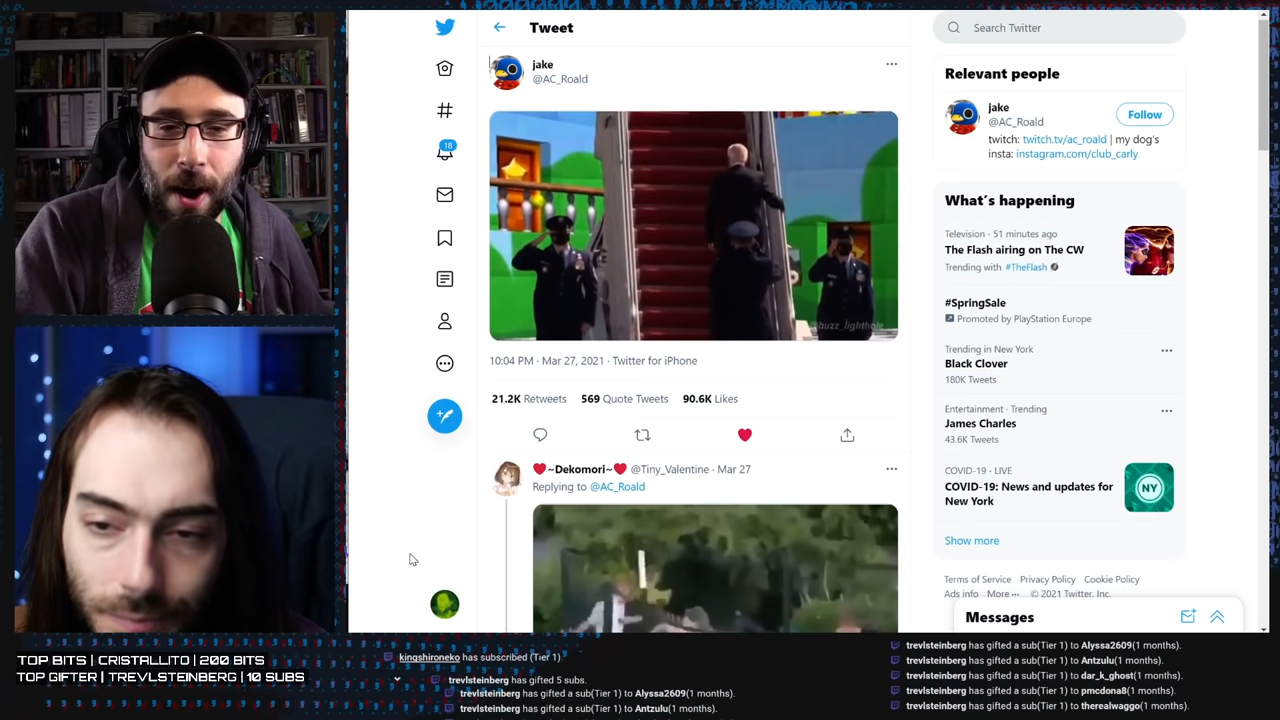 Tweet
jake
@AC_Roald
buzz_lighthole
10:04 PM · Mar 27, 2021 · Twitter for iPhone
21.2K Retweets 569 Quote Tweets 90.6K Likes
~Dekomori~ @Tiny_Valentine · Mar 27
Replying to @AC_Roald
18
Search Twitter
Relevant people
jake
@AC_Roald
Follow
twitch: twitch.tv/ac_roald | my dog's
insta: instagram.com/club_carly
What's happening
Television · 51 minutes ago
The Flash airing on The CW
Trending with #TheFlash
#SpringSale
Promoted by PlayStation Europe
Trending in New York
Black Clover
180K Tweets
Entertainment · Trending
James Charles
43.6K Tweets
COVID-19 · LIVE
COVID-19: News and updates for
New York
NY
Show more
Terms of Service Privacy Policy Cookie Policy
Ads info More ··· © 2021 Twitter, Inc.
Messages
TOP BITS | CRISTALLITO | 200 BITS
TOP GIFTER | TREVLSTEINBERG | 10 SUBS
kingshironeko has subscribed (Tier 1).
trevlsteinberg has gifted 5 subs.
trevlsteinberg has gifted a sub(Tier 1) to Alyssa2609(1 months).
trevlsteinberg has gifted a sub(Tier 1) to Antzulu(1 months).
trevlsteinberg has gifted a sub(Tier 1) to Alyssa2609(1 months).
trevlsteinberg has gifted a sub(Tier 1) to Antzulu(1 months).
trevlsteinberg has gifted a sub(Tier 1) to dar_k_ghost(1 months).
trevlsteinberg has gifted a sub(Tier 1) to pmcdona8(1 months).
trevlsteinberg has gifted a sub(Tier 1) to therealwaggo(1 months).